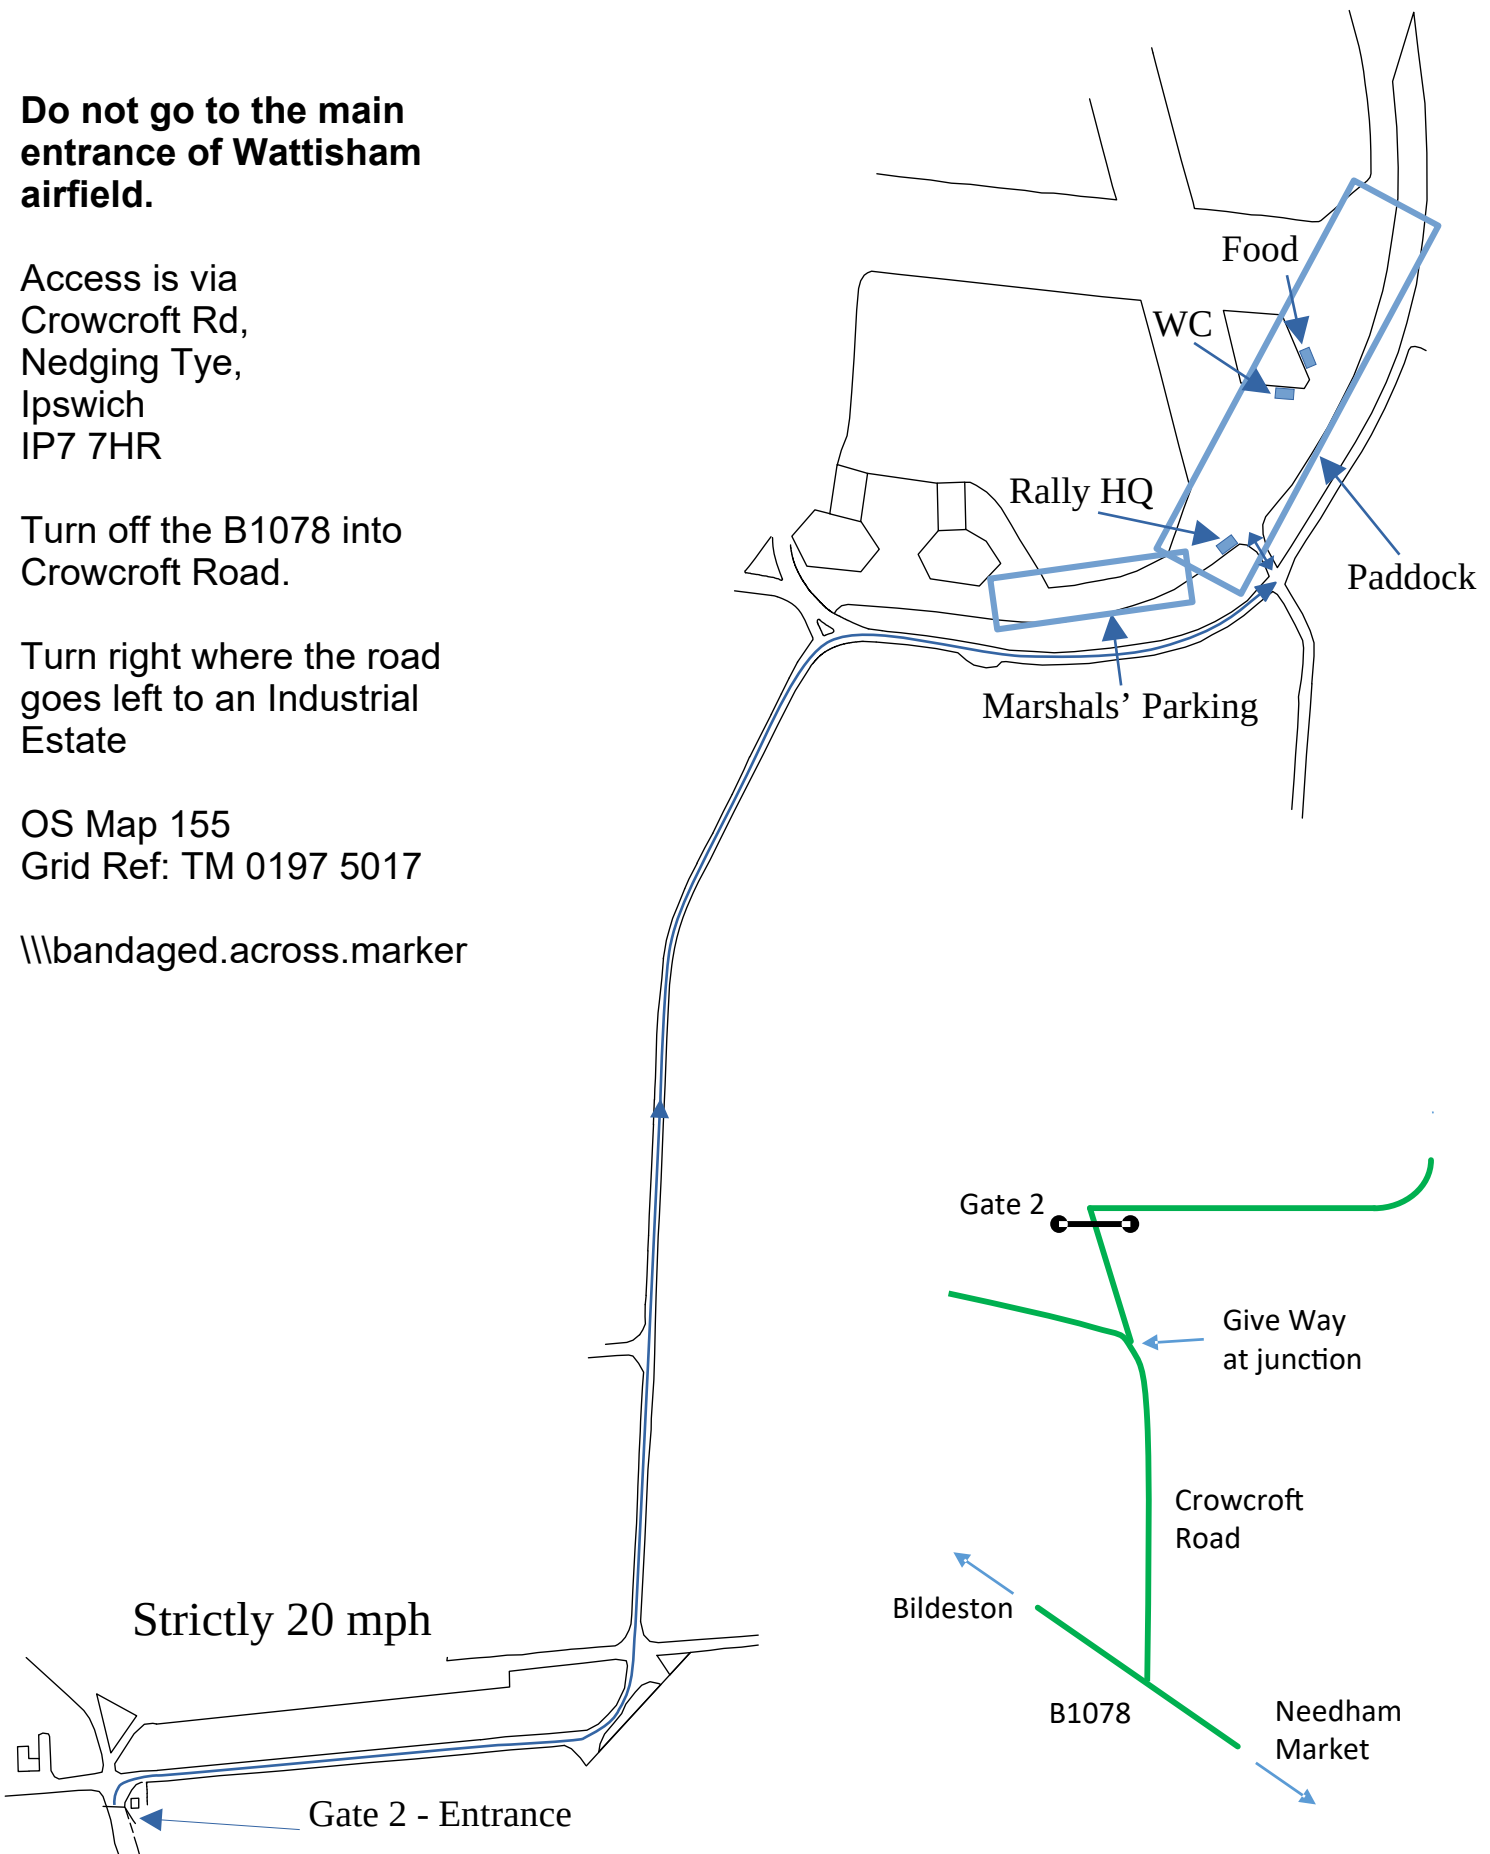 Do not go to the main
entrance of Wattisham
airfield.
Access is via
Crowcroft Rd,
Nedging Tye,
Ipswich
IP7 7HR
Turn off the B1078 into
Crowcroft Road.
Turn right where the road
goes left to an Industrial
Estate
OS Map 155
Grid Ref: TM 0197 5017
\\\bandaged.across.marker
Food
WC
Rally HQ
Paddock
Marshals’ Parking
Strictly 20 mph
Gate 2 - Entrance
Gate 2
Give Way
at junction
Crowcroft
Road
Bildeston
B1078
Needham
Market